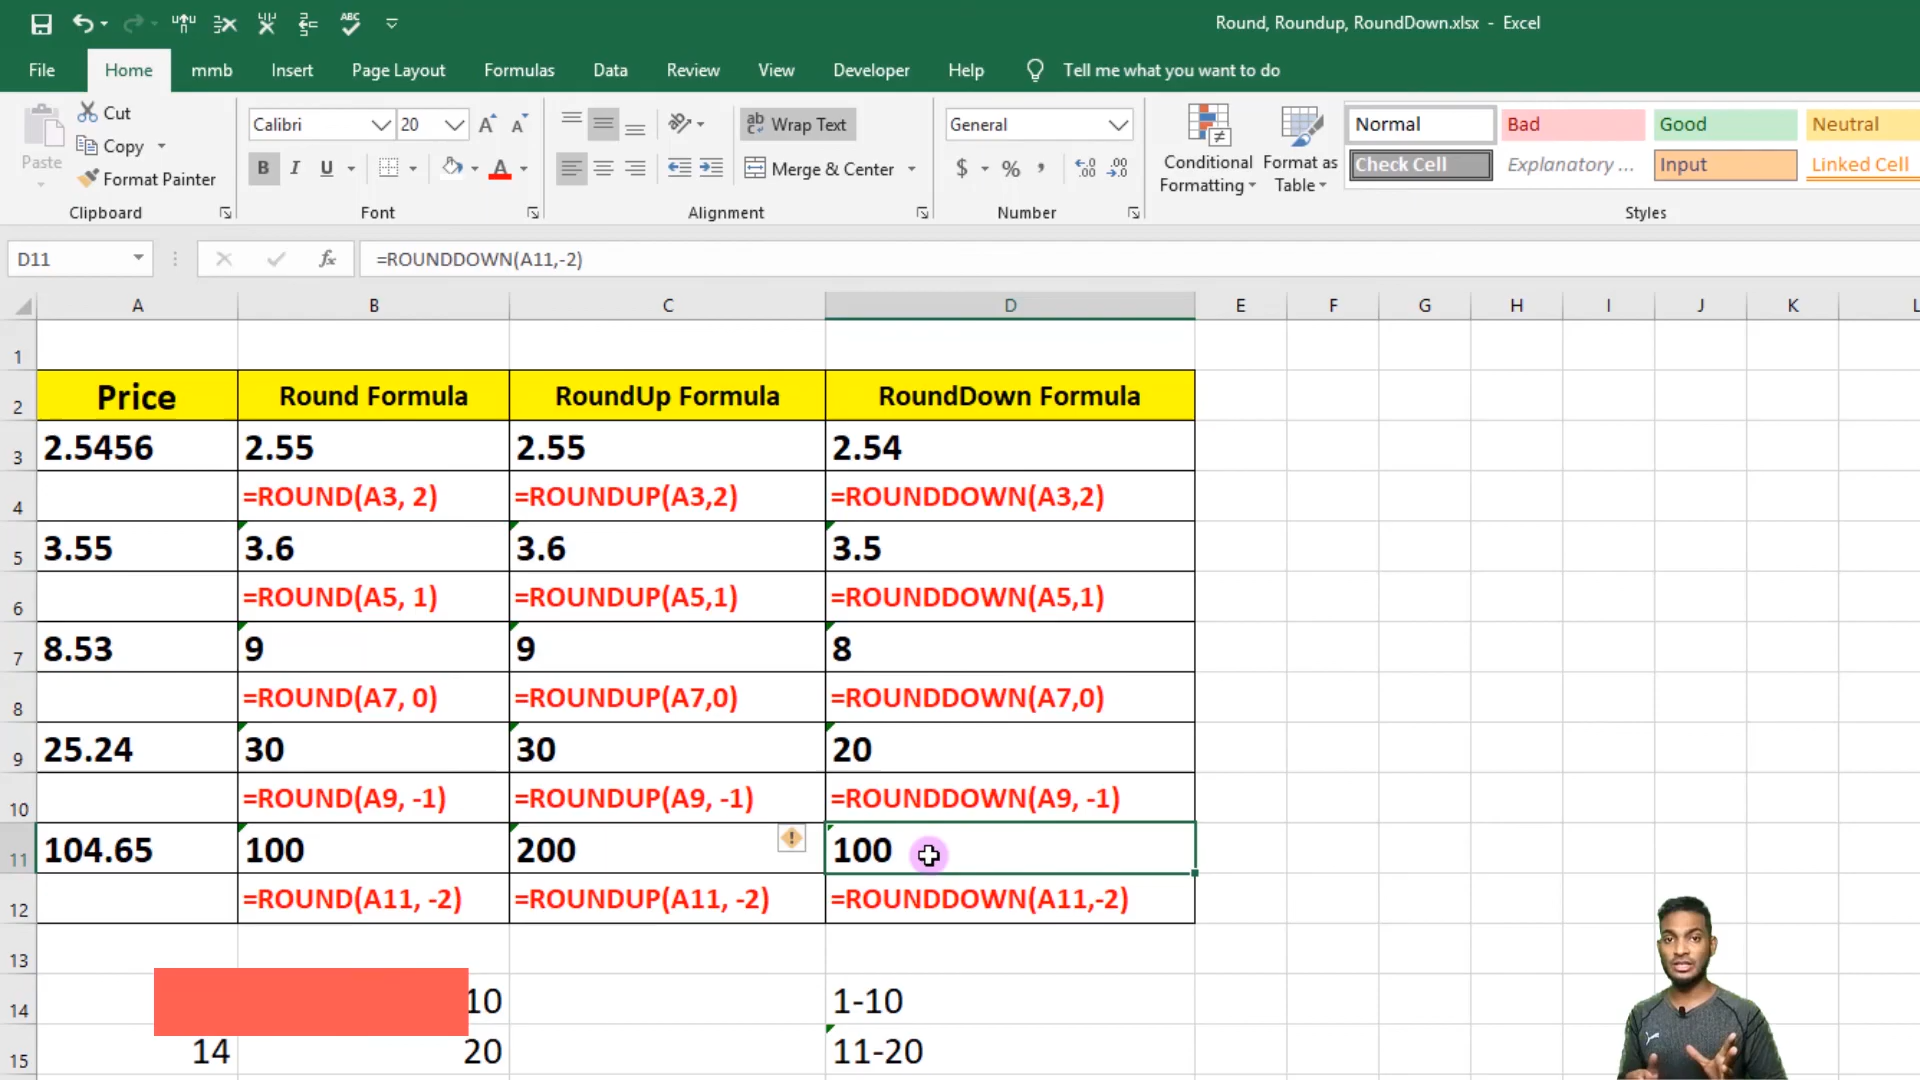 Round, Roundup, RoundDown.xlsx - Excel
File Home mmb Insert Page Layout Formulas Data Review View Developer Help Tell me what you want to do
Paste
Cut
Copy
Format Painter
Clipboard
Calibri 20
B I U
Font
Wrap Text
Merge & Center
Alignment
General
$ % ,
Number
Conditional Formatting
Format as Table
Normal Bad Good Neutral
Check Cell Explanatory ... Input Linked Cell
Styles
D11 fx =ROUNDDOWN(A11,-2)
A B C D E F G H I J K L
1
2 Price Round Formula RoundUp Formula RoundDown Formula
3 2.5456 2.55 2.55 2.54
4 =ROUND(A3, 2) =ROUNDUP(A3,2) =ROUNDDOWN(A3,2)
5 3.55 3.6 3.6 3.5
6 =ROUND(A5, 1) =ROUNDUP(A5,1) =ROUNDDOWN(A5,1)
7 8.53 9 9 8
8 =ROUND(A7, 0) =ROUNDUP(A7,0) =ROUNDDOWN(A7,0)
9 25.24 30 30 20
10 =ROUND(A9, -1) =ROUNDUP(A9, -1) =ROUNDDOWN(A9, -1)
11 104.65 100 200 100
12 =ROUND(A11, -2) =ROUNDUP(A11, -2) =ROUNDDOWN(A11,-2)
13
14 10 1-10
15 14 20 11-20